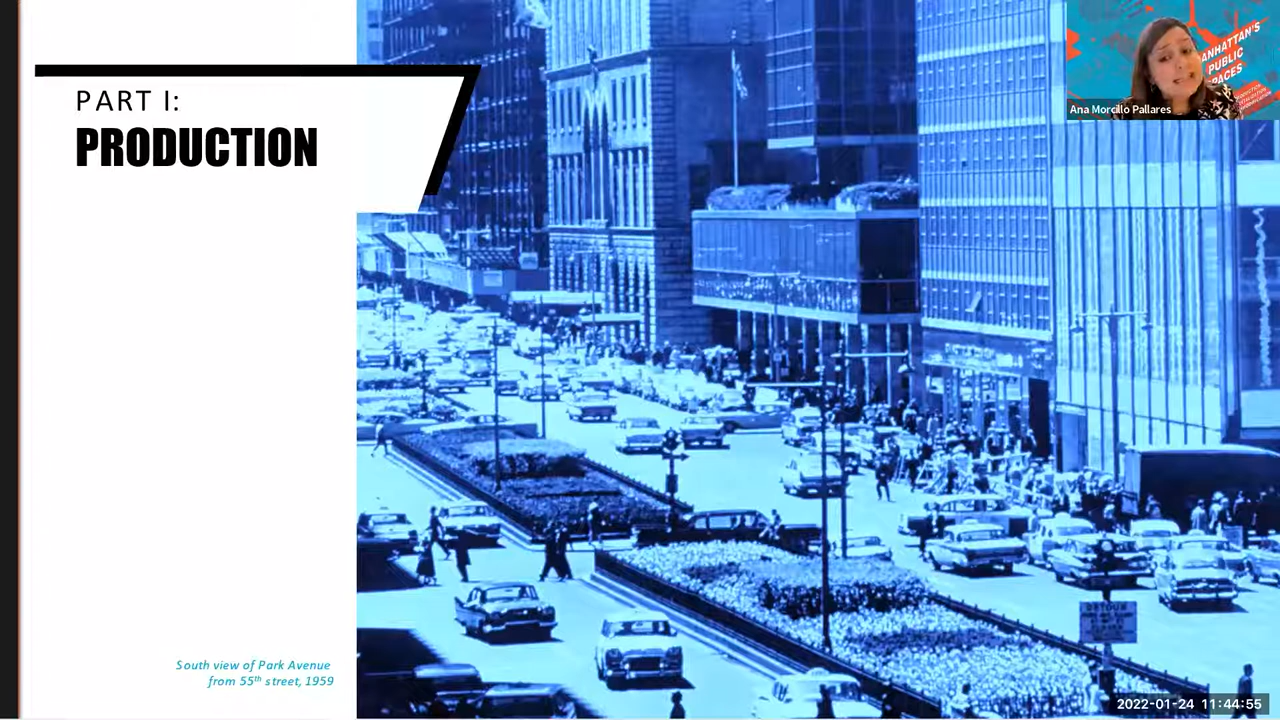 PART I:
PRODUCTION
South view of Park Avenue
from 55th street, 1959
MANHATTAN'S
PUBLIC
SPACES
Ana Morcillo Pallares
DETOUR
2022-01-24 11:44:55